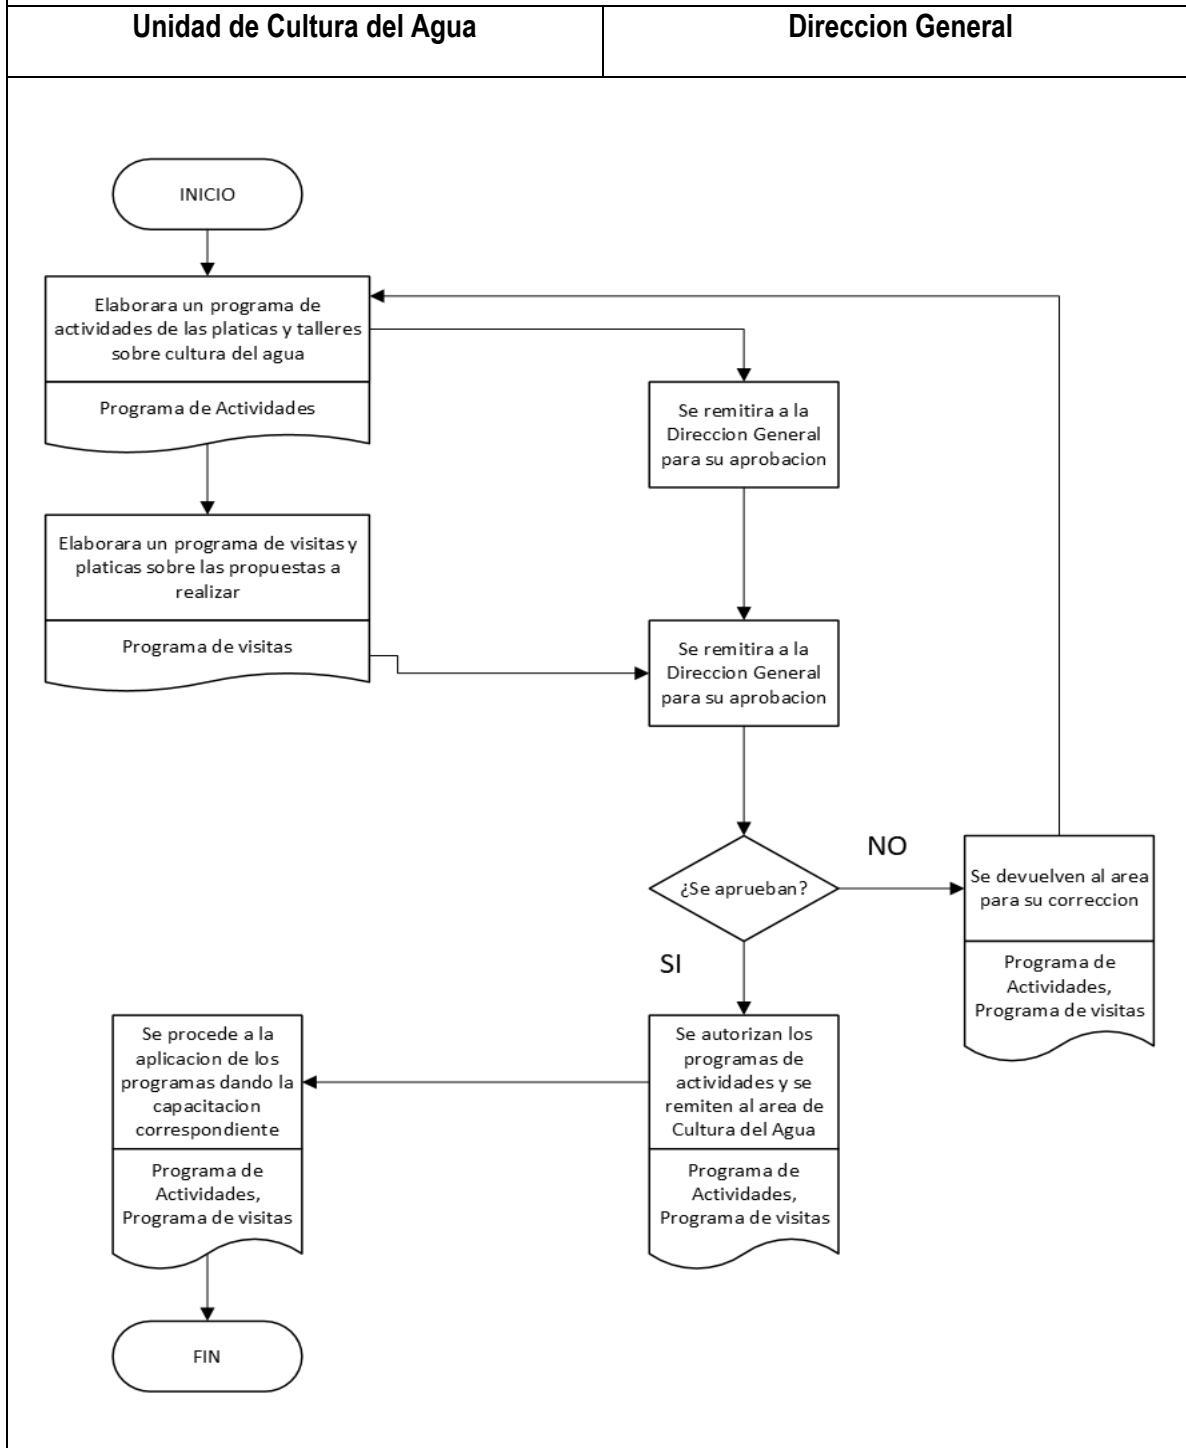 Unidad de Cultura del Agua
Direccion General
INICIO
Elaborara un programa de
actividades de las platicas y talleres
sobre cultura del agua
Programa de Actividades
Se remitira a la
Direccion General
para su aprobacion
Elaborara un programa de visitas y
platicas sobre las propuestas a
realizar
Programa de visitas
Se remitira a la
Direccion General
para su aprobacion
¿Se aprueban?
NO
Se devuelven al area
para su correccion
Programa de
Actividades,
Programa de visitas
SI
Se autorizan los
programas de
actividades y se
remiten al area de
Cultura del Agua
Programa de
Actividades,
Programa de visitas
Se procede a la
aplicacion de los
programas dando la
capacitacion
correspondiente
Programa de
Actividades,
Programa de visitas
FIN